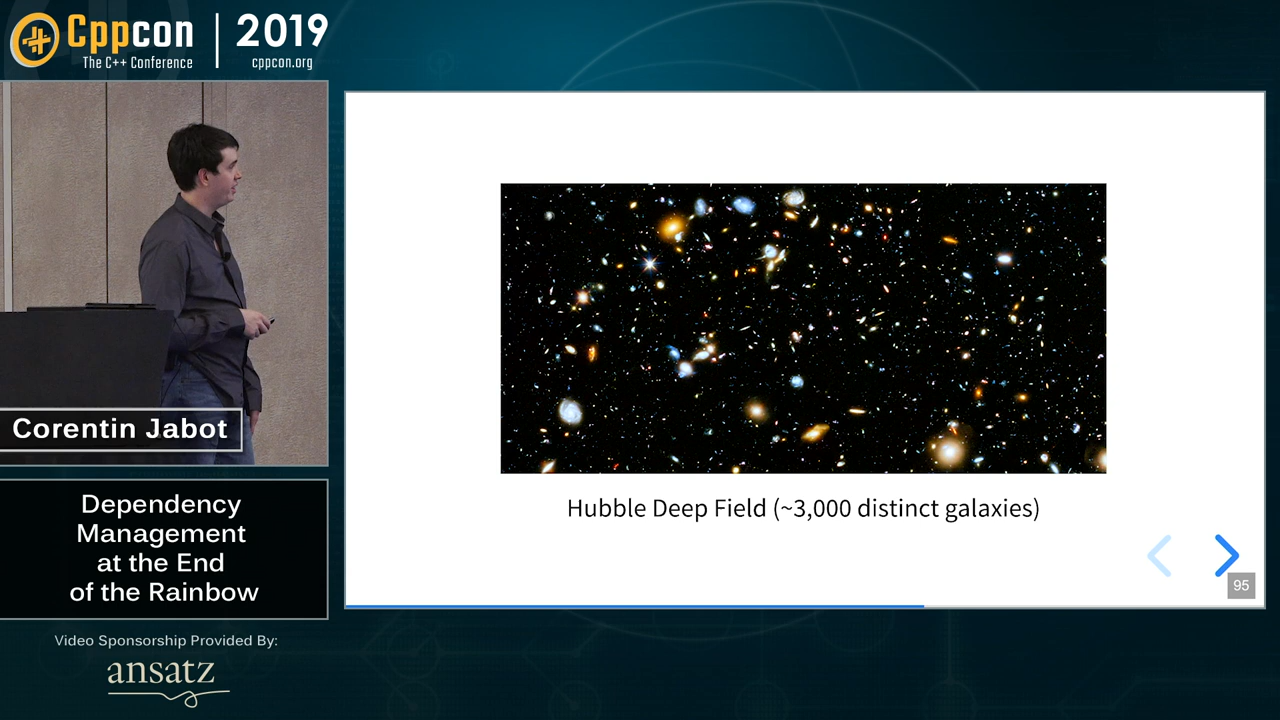 Cppcon
The C++ Conference
2019
cppcon.org
Corentin Jabot
Dependency
Management
at the End
of the Rainbow
Video Sponsorship Provided By:
ansatz
Hubble Deep Field (~3,000 distinct galaxies)
95